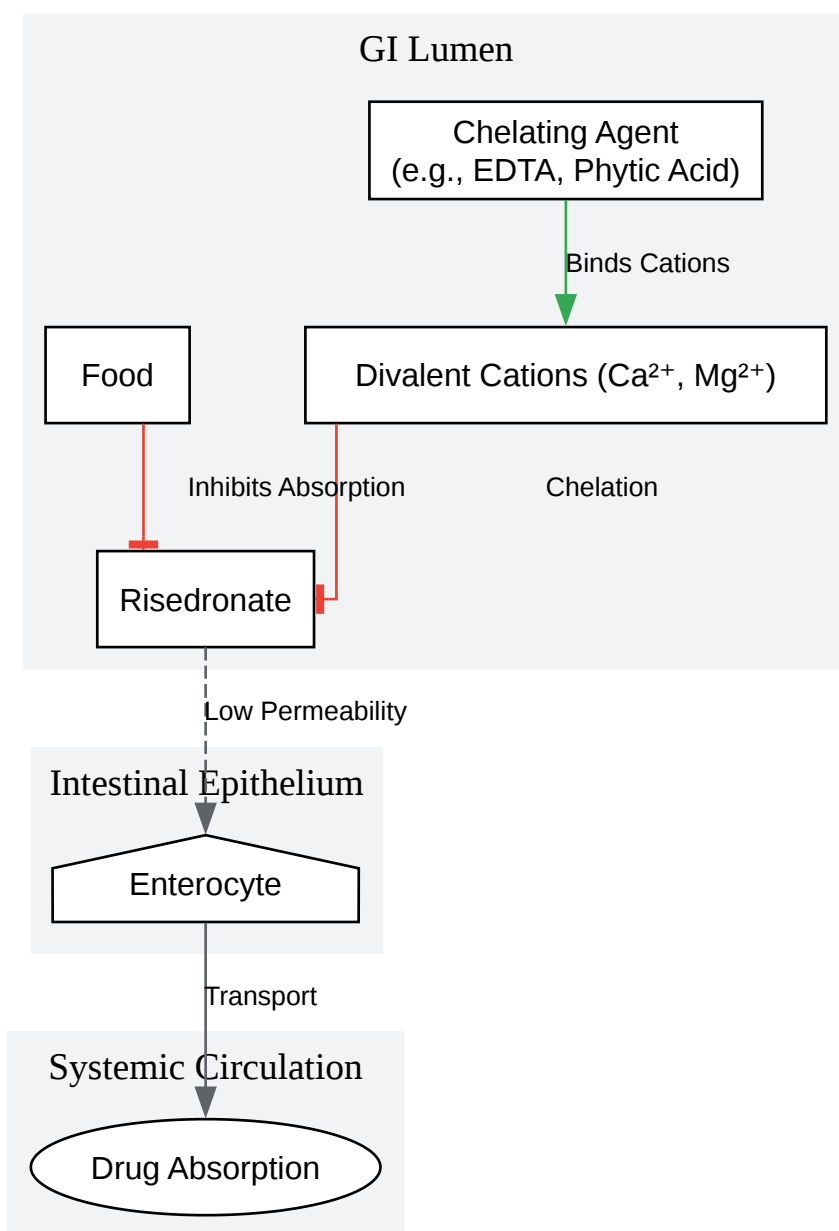 GI Lumen
Chelating Agent
(e.g., EDTA, Phytic Acid)
Binds Cations
Food
Divalent Cations (Ca²⁺, Mg²⁺)
Inhibits Absorption
Chelation
Risedronate
Low Permeability
Intestinal Epithelium
Enterocyte
Transport
Systemic Circulation
Drug Absorption